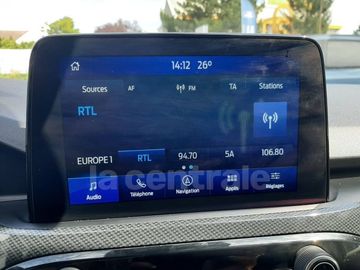 14:12 26°
Sources AF FM TA Stations
RTL
EUROPE 1 RTL 94.70 5A 106.80
la centrale
Audio Téléphone Navigation Applis Réglages